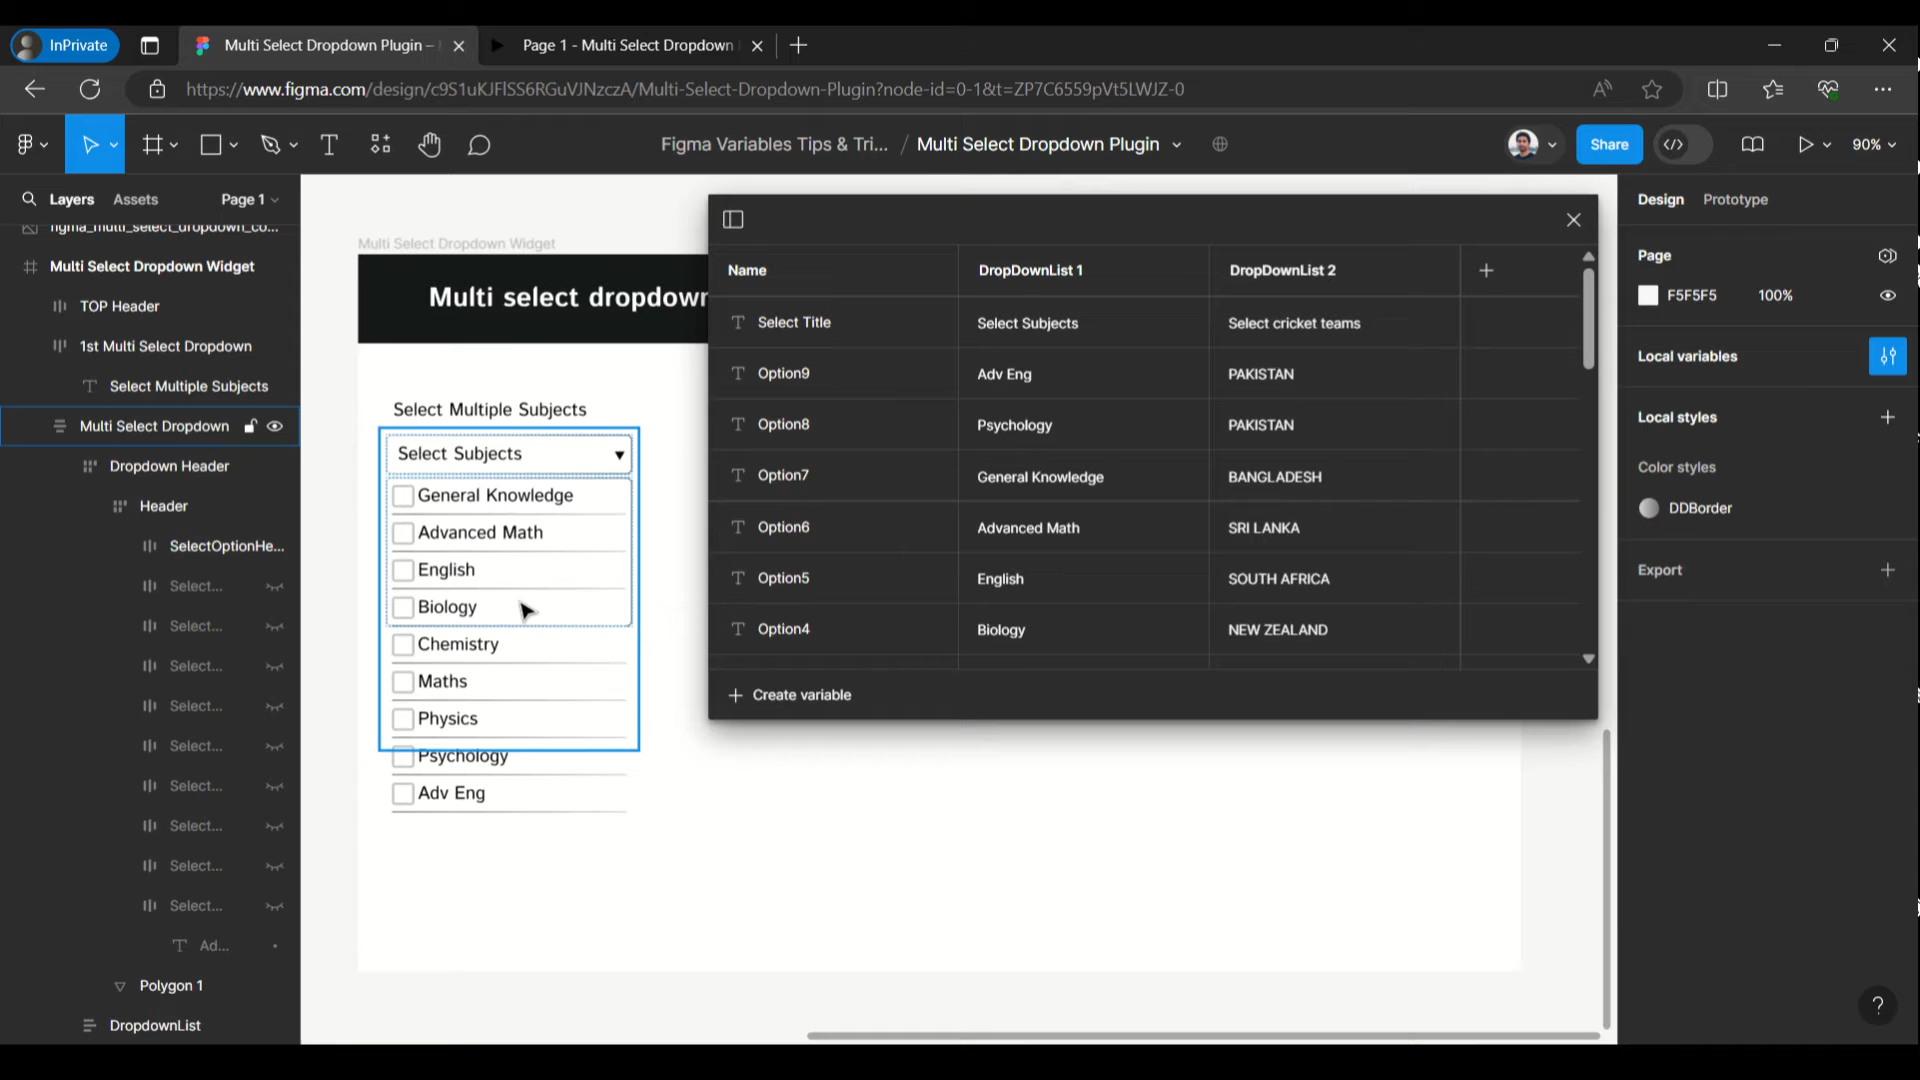 InPrivate
Multi Select Dropdown Plugin –
Page 1 - Multi Select Dropdown
https://www.figma.com/design/c9S1uKJFlSS6RGuVJNzczA/Multi-Select-Dropdown-Plugin?node-id=0-1&t=ZP7C6559pVt5LWJZ-0
Figma Variables Tips & Tri... / Multi Select Dropdown Plugin
Share
90%
Layers
Assets
Page 1
figma_multi_select_dropdown_co...
Multi Select Dropdown Widget
TOP Header
1st Multi Select Dropdown
Select Multiple Subjects
Multi Select Dropdown
Dropdown Header
Header
SelectOptionHe...
Select...
Select...
Select...
Select...
Select...
Select...
Select...
Select...
Select...
Ad...
Polygon 1
DropdownList
Multi Select Dropdown Widget
Multi select dropdown
Select Multiple Subjects
Select Subjects
General Knowledge
Advanced Math
English
Biology
Chemistry
Maths
Physics
Psychology
Adv Eng
Name DropDownList 1 DropDownList 2
Select Title Select Subjects Select cricket teams
Option9 Adv Eng PAKISTAN
Option8 Psychology PAKISTAN
Option7 General Knowledge BANGLADESH
Option6 Advanced Math SRI LANKA
Option5 English SOUTH AFRICA
Option4 Biology NEW ZEALAND
Create variable
Design
Prototype
Page
F5F5F5 100%
Local variables
Local styles
Color styles
DDBorder
Export
?